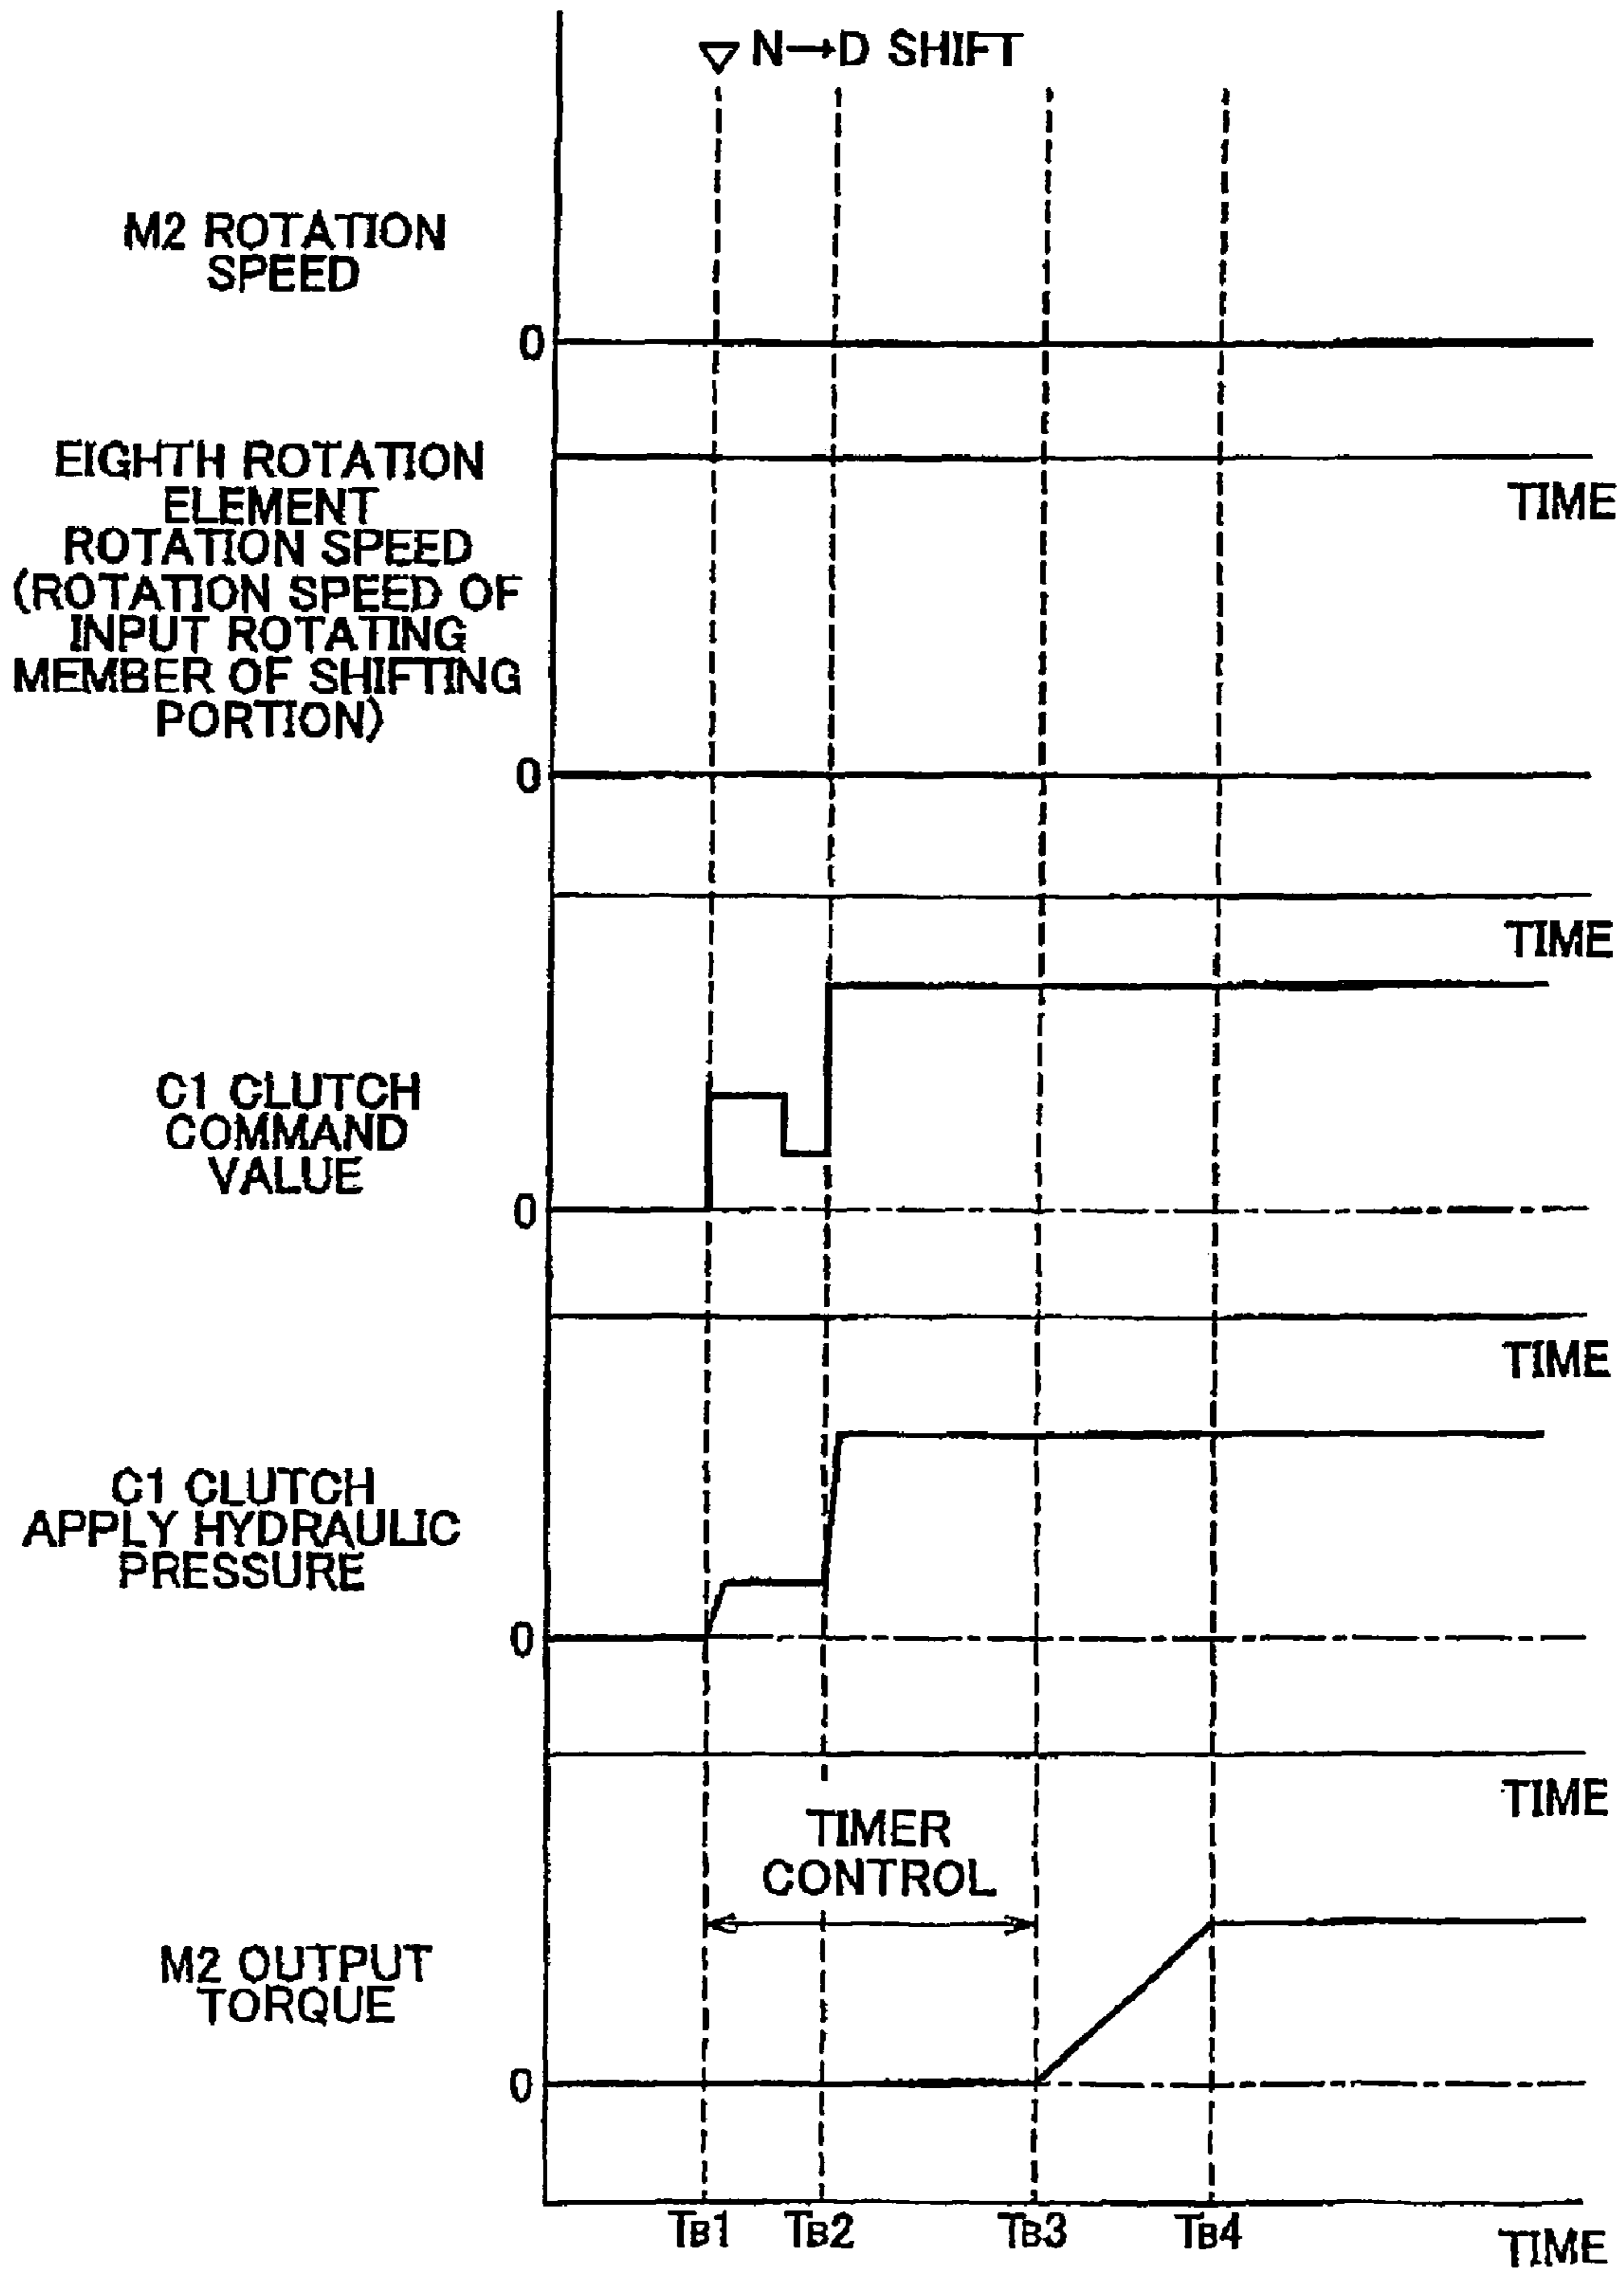 ▽ N→D SHIFT
M2 ROTATION
SPEED
0
EIGHTH ROTATION
ELEMENT
ROTATION SPEED
(ROTATION SPEED OF
INPUT ROTATING
MEMBER OF SHIFTING
PORTION)
TIME
0
TIME
C1 CLUTCH
COMMAND
VALUE
0
TIME
C1 CLUTCH
APPLY HYDRAULIC
PRESSURE
0
TIME
TIMER
CONTROL
M2 OUTPUT
TORQUE
0
TB1 TB2 TB3 TB4
TIME